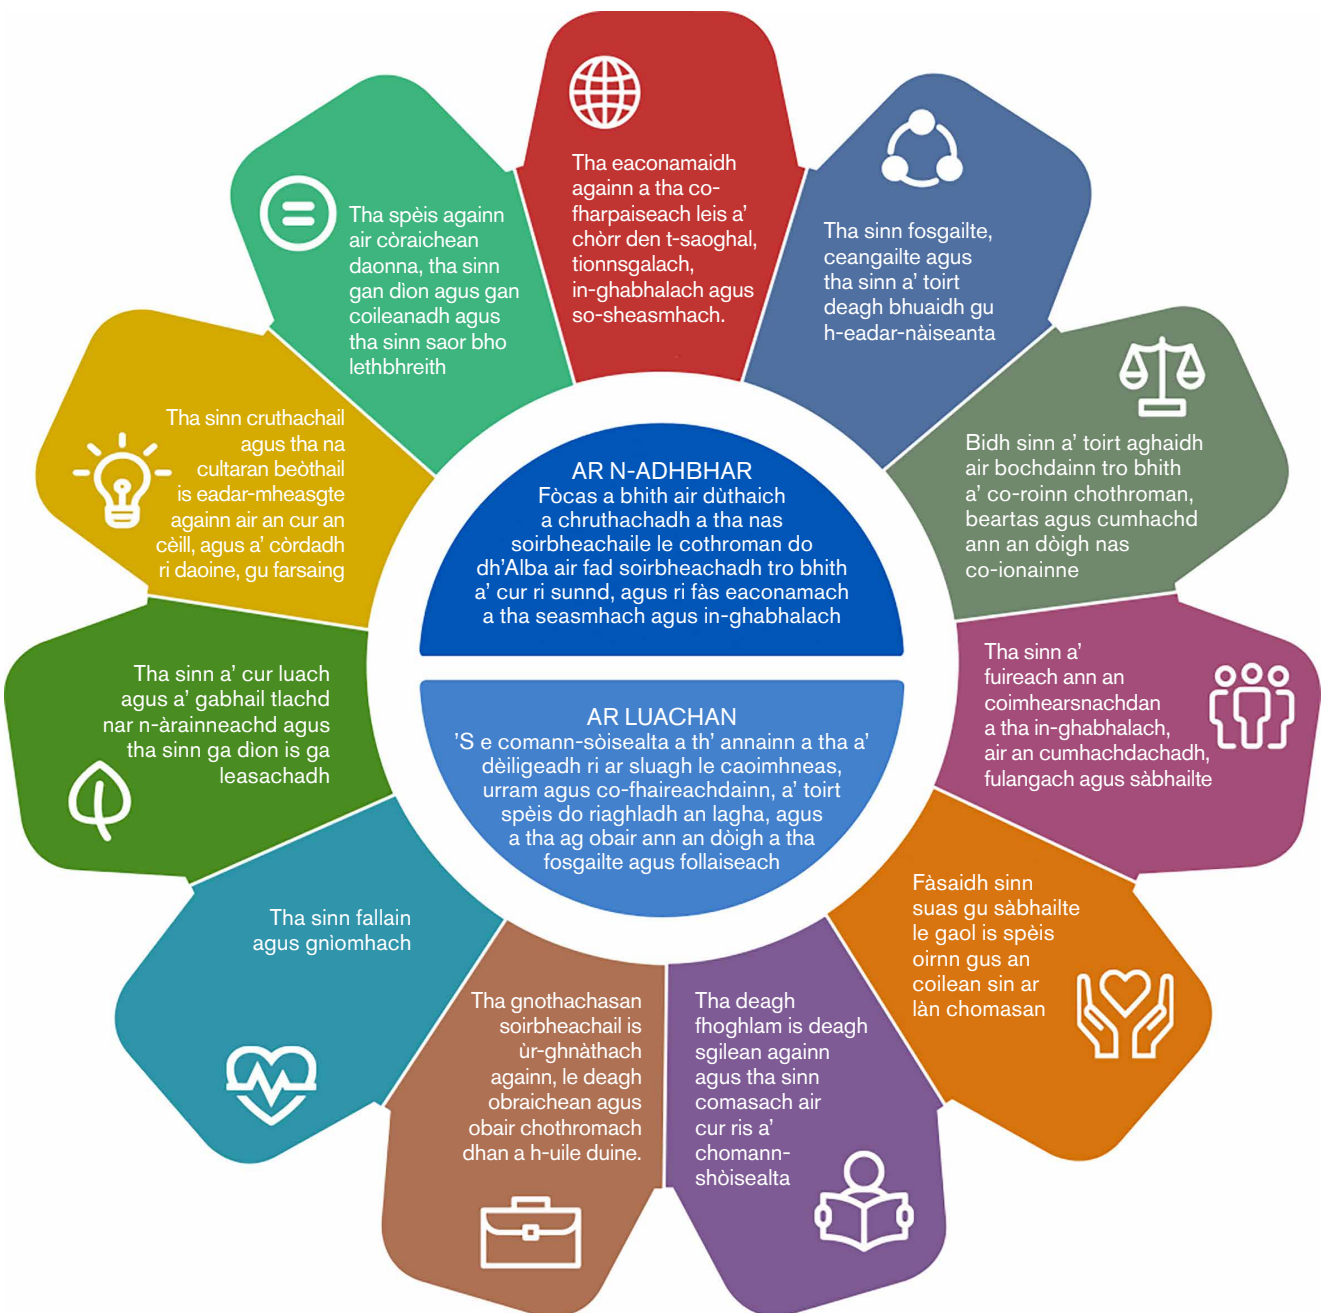 Tha eaconamaidh
againn a tha co-
fharpaiseach leis a'
chòrr den t-saoghal,
tionnsgalach,
in-ghabhalach agus
so-sheasmhach.
Tha sinn fosgailte,
ceangailte agus
tha sinn a' toirt
deagh bhuaidh gu
h-eadar-nàiseanta
Bidh sinn a' toirt aghaidh
air bochdainn tro bhith
a' co-roinn chothroman,
beartas agus cumhachd
ann an dòigh nas
co-ionainne
Tha sinn a'
fuireach ann an
coimhearsnachdan
a tha in-ghabhalach,
air an cumhachdachadh,
fulangach agus sàbhailte
Fàsaidh sinn
suas gu sàbhailte
le gaol is spèis
oirnn gus an
coilean sin ar
làn chomasan
Tha deagh
fhoghlam is deagh
sgilean againn
agus tha sinn
comasach air
cur ris a'
chomann-
shòisealta
Tha gnothachasan
soirbheachail is
ùr-ghnàthach
againn, le deagh
obraichean agus
obair chothromach
dhan a h-uile duine.
Tha sinn fallain
agus gnìomhach
Tha sinn a' cur luach
agus a' gabhail tlachd
nar n-àrainneachd agus
tha sinn ga dìon is ga
leasachadh
Tha sinn cruthachail
agus tha na
cultaran beòthail
is eadar-mheasgte
againn air an cur an
cèill, agus a' còrdadh
ri daoine, gu farsaing
Tha spèis againn
air còraichean
daonna, tha sinn
gan dìon agus gan
coileanadh agus
tha sinn saor bho
lethbhreith
AR N-ADHBHAR
Fòcas a bhith air dùthaich
a chruthachadh a tha nas
soirbheachaile le cothroman do
dh'Alba air fad soirbheachadh tro bhith
a' cur ri sunnd, agus ri fàs eaconamach
a tha seasmhach agus in-ghabhalach
AR LUACHAN
'S e comann-sòisealta a th' annainn a tha a'
dèiligeadh ri ar sluagh le caoimhneas,
urram agus co-fhaireachdainn, a' toirt
spèis do riaghladh an lagha, agus
a tha ag obair ann an dòigh a tha
fosgailte agus follaiseach